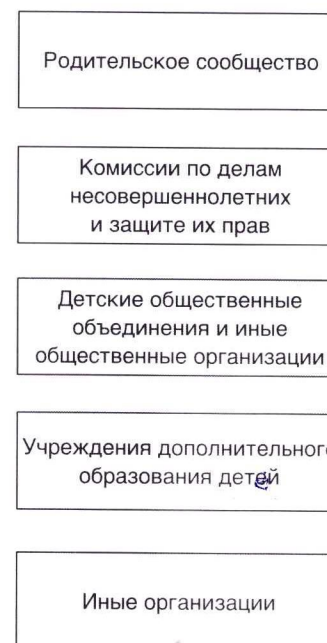 Родительское сообщество
Комиссии по делам
несовершеннолетних
и защите их прав
Детские общественные
объединения и иные
общественные организации
Учреждения дополнительног
образования детей
Иные организации